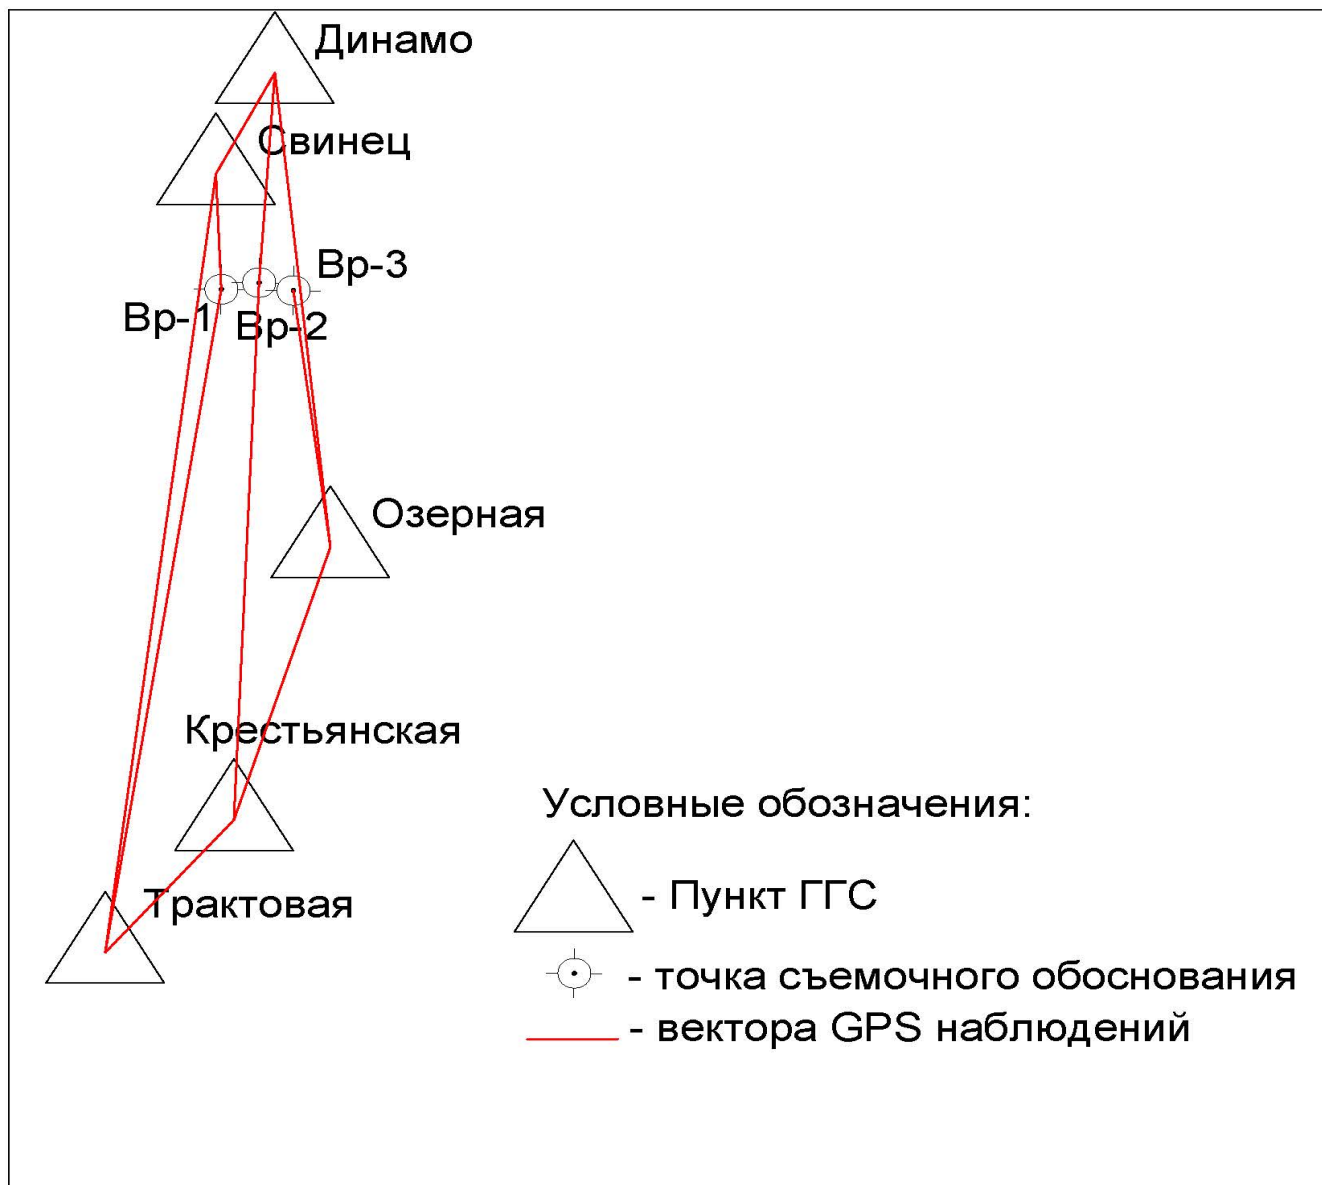 Динамо
Свинец
Вр-3
Вр-1
Вр-2
Озерная
Крестьянская
Трактовая
Условные обозначения:
- Пункт ГГС
- точка съемочного обоснования
- вектора GPS наблюдений